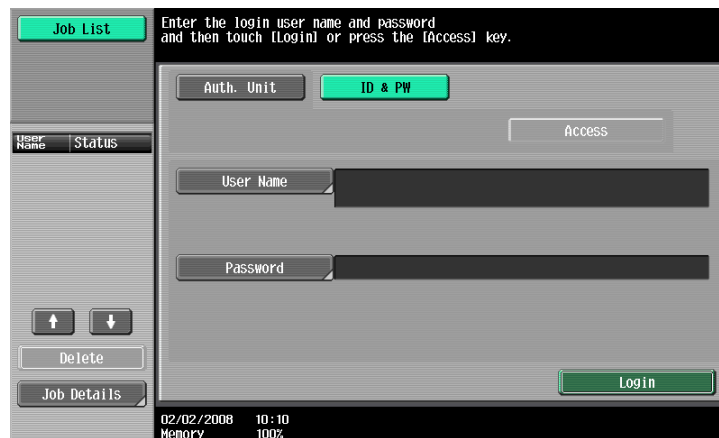 Job List
Enter the login user name and password
and then touch [Login] or press the [Access] key.
Auth. Unit
ID & PW
Access
User Name
Status
User Name
Password
Delete
Job Details
Login
02/02/2008 10:10
Memory 100%